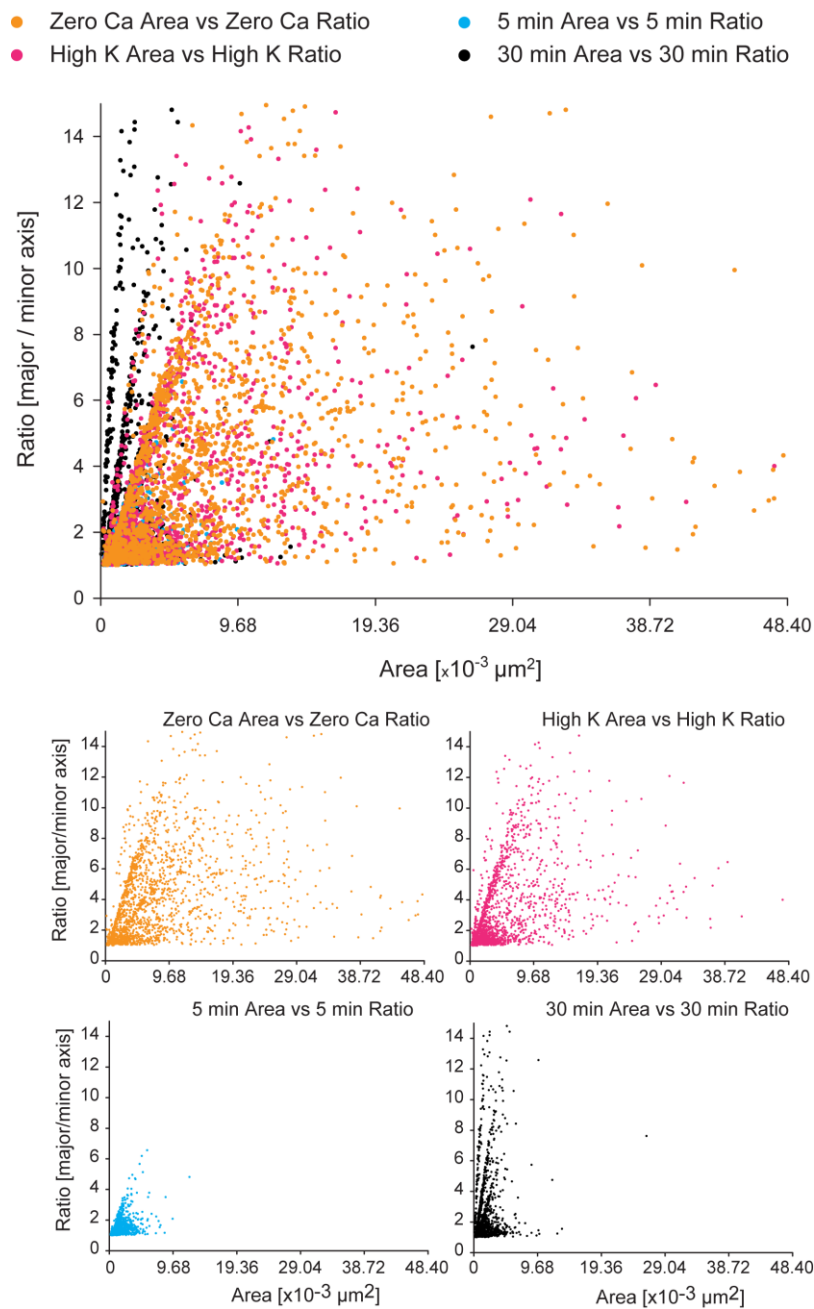 Zero Ca Area vs Zero Ca Ratio
5 min Area vs 5 min Ratio
High K Area vs High K Ratio
30 min Area vs 30 min Ratio
Ratio [major / minor axis]
14
12
10
8
6
4
2
0
0 9.68 19.36 29.04 38.72 48.40
Area [x10⁻³ µm²]
Zero Ca Area vs Zero Ca Ratio
Ratio [major/minor axis]
14
12
10
8
6
4
2
0
0 9.68 19.36 29.04 38.72 48.40
High K Area vs High K Ratio
14
12
10
8
6
4
2
0
0 9.68 19.36 29.04 38.72 48.40
5 min Area vs 5 min Ratio
Ratio [major/minor axis]
14
12
10
8
6
4
2
0
0 9.68 19.36 29.04 38.72 48.40
Area [x10⁻³ µm²]
30 min Area vs 30 min Ratio
14
12
10
8
6
4
2
0
0 9.68 19.36 29.04 38.72 48.40
Area [x10⁻³ µm²]